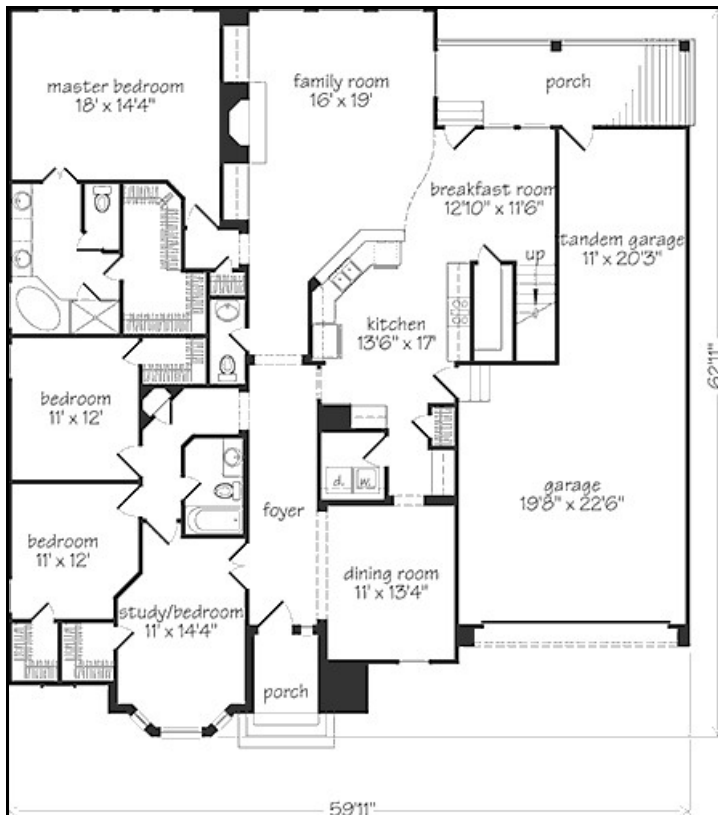 master bedroom
18' x 14'4"
family room
16' x 19'
porch
breakfast room
12'10" x 11'6"
tandem garage
11' x 20'3"
up
kitchen
13'6" x 17'
62'11"
bedroom
11' x 12'
d.
w.
garage
19'8" x 22'6"
foyer
bedroom
11' x 12'
dining room
11' x 13'4"
study/bedroom
11' x 14'4"
porch
59'11"